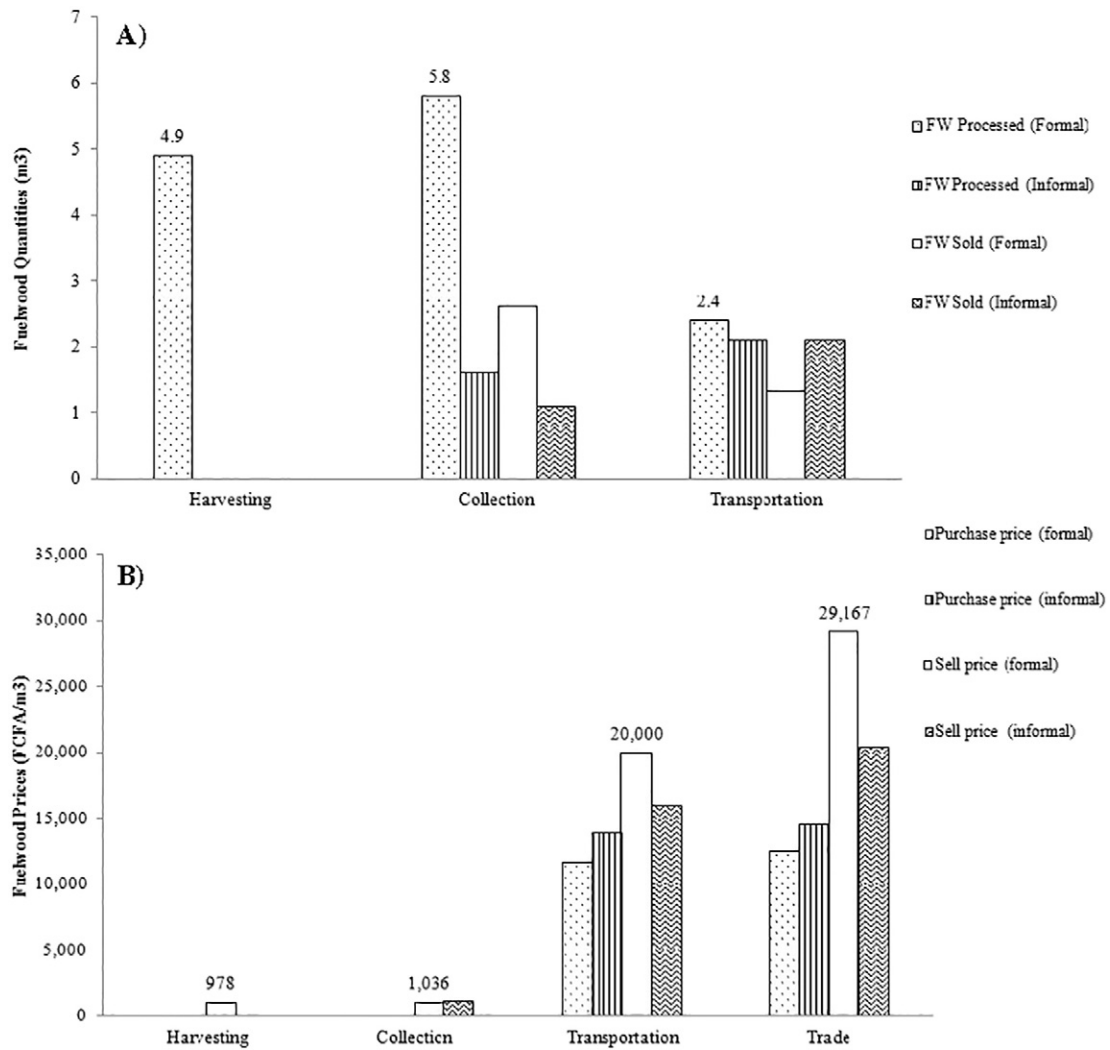 A)
Fuelwood Quantities (m3)
7
6
5
4
3
2
1
0
4.9
5.8
2.4
Harvesting
Collection
Transportation
FW Processed (Formal)
FW Processed (Informal)
FW Sold (Formal)
FW Sold (Informal)
B)
Fuelwood Prices (FCFA/m3)
35,000
30,000
25,000
20,000
15,000
10,000
5,000
0
978
1,036
20,000
29,167
Harvesting
Collection
Transportation
Trade
Purchase price (formal)
Purchase price (informal)
Sell price (formal)
Sell price (informal)